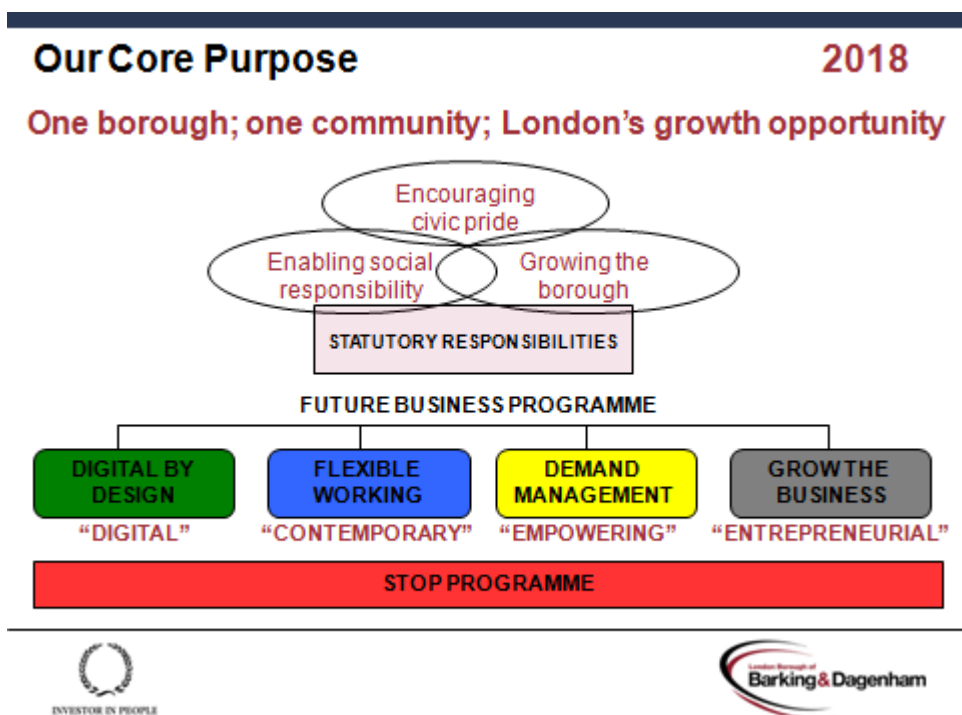 Our Core Purpose 2018
One borough; one community; London's growth opportunity
Encouraging
civic pride
Enabling social
responsibility
Growing the
borough
STATUTORY RESPONSIBILITIES
FUTURE BUSINESS PROGRAMME
DIGITAL BY
DESIGN
"DIGITAL"
FLEXIBLE
WORKING
"CONTEMPORARY"
DEMAND
MANAGEMENT
"EMPOWERING"
GROW THE
BUSINESS
"ENTREPRENEURIAL"
STOP PROGRAMME
INVESTOR IN PEOPLE
London Borough of
Barking&Dagenham